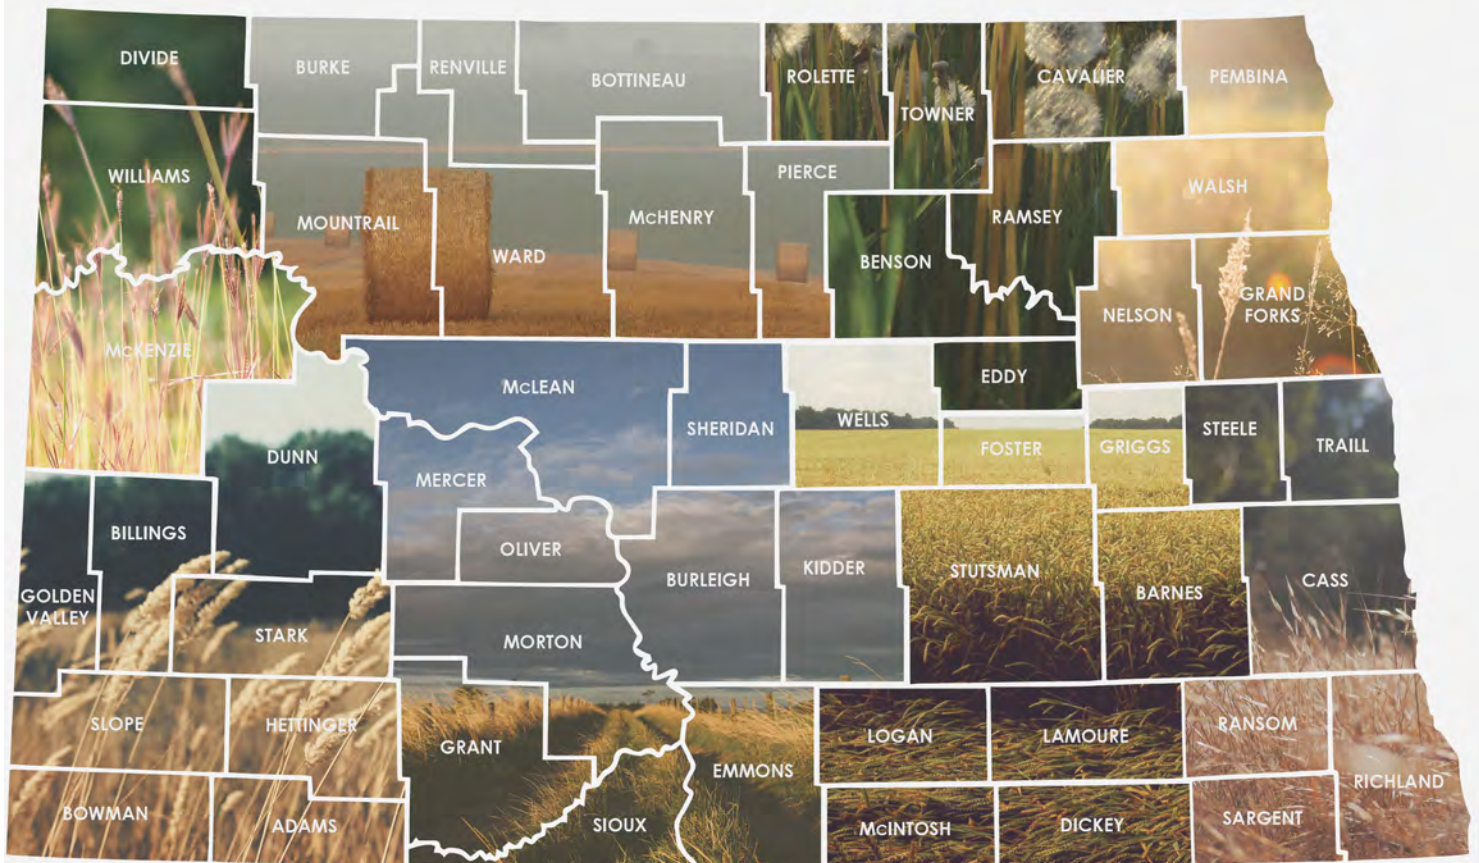 DIVIDE
BURKE
RENVILLE
BOTTINEAU
ROLETTE
TOWNER
CAVALIER
PEMBINA
WILLIAMS
MOUNTRAIL
WARD
McHENRY
PIERCE
BENSON
RAMSEY
WALSH
McKENZIE
NELSON
GRAND
FORKS
DUNN
McLEAN
SHERIDAN
WELLS
EDDY
FOSTER
GRIGGS
STEELE
TRAILL
MERCER
OLIVER
BILLINGS
GOLDEN
VALLEY
STARK
MORTON
BURLEIGH
KIDDER
STUTSMAN
BARNES
CASS
SLOPE
HETTINGER
GRANT
EMMONS
LOGAN
LAMOURE
RANSOM
RICHLAND
BOWMAN
ADAMS
SIOUX
McINTOSH
DICKEY
SARGENT